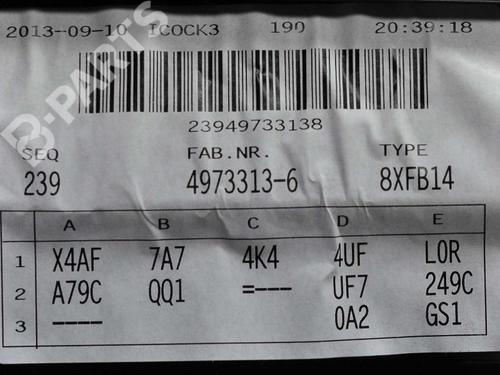 2013-09-10 ICOCK3 190 20:39:18
23949733138
SEQ FAB.NR. TYPE
239 4973313-6 8XFB14
A B C D E
1 X4AF 7A7 4K4 4UF L0R
2 A79C QQ1 =--- UF7 249C
3 ---- 0A2 GS1
B-PARTS